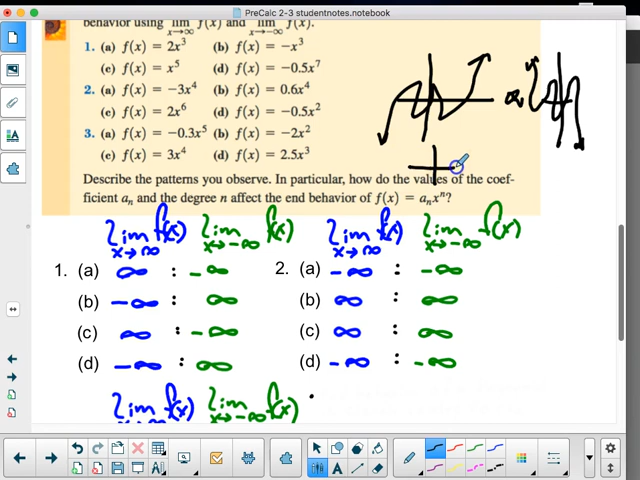 PreCalc 2-3 studentnotes.notebook
behavior using lim x→∞ f(x) and lim x→−∞ f(x).
1. (a) f(x) = 2x³ (b) f(x) = −x³
(c) f(x) = x⁵ (d) f(x) = −0.5x⁷
2. (a) f(x) = −3x⁴ (b) f(x) = 0.6x⁴
(c) f(x) = 2x⁶ (d) f(x) = −0.5x²
3. (a) f(x) = −0.3x⁵ (b) f(x) = −2x²
(c) f(x) = 3x⁴ (d) f(x) = 2.5x³
Describe the patterns you observe. In particular, how do the values of the coef-
ficient aₙ and the degree n affect the end behavior of f(x) = aₙxⁿ?
lim x→∞ f(x) lim x→−∞ f(x) lim x→∞ f(x) lim x→−∞ f(x)
1. (a) ∞ : −∞ 2. (a) −∞ : −∞
(b) −∞ : ∞ (b) ∞ : ∞
(c) ∞ : −∞ (c) ∞ : ∞
(d) −∞ : ∞ (d) −∞ : −∞
lim x→∞ f(x) lim x→−∞ f(x)